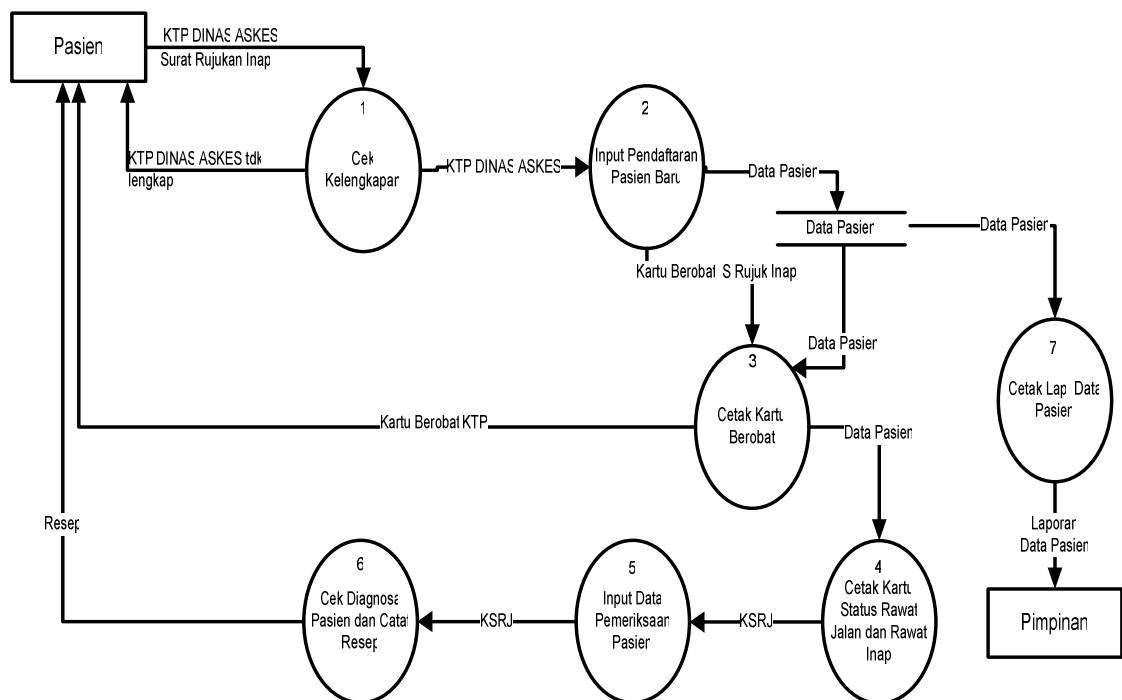 Pasien
KTP DINAS ASKES
Surat Rujukan Inap
1
Cek
Kelengkapan
KTP DINAS ASKES tdk
lengkap
KTP DINAS ASKES
2
Input Pendaftaran
Pasien Baru
Data Pasien
Data Pasien
Data Pasien
Kartu Berobat S Rujuk Inap
Data Pasien
3
Cetak Kartu
Berobat
7
Cetak Lap Data
Pasien
Kartu Berobat KTP
Data Pasien
Resep
Laporan
Data Pasien
6
Cek Diagnosa
Pasien dan Catat
Resep
KSRJ
5
Input Data
Pemeriksaan
Pasien
KSRJ
4
Cetak Kartu
Status Rawat
Jalan dan Rawat
Inap
Pimpinan